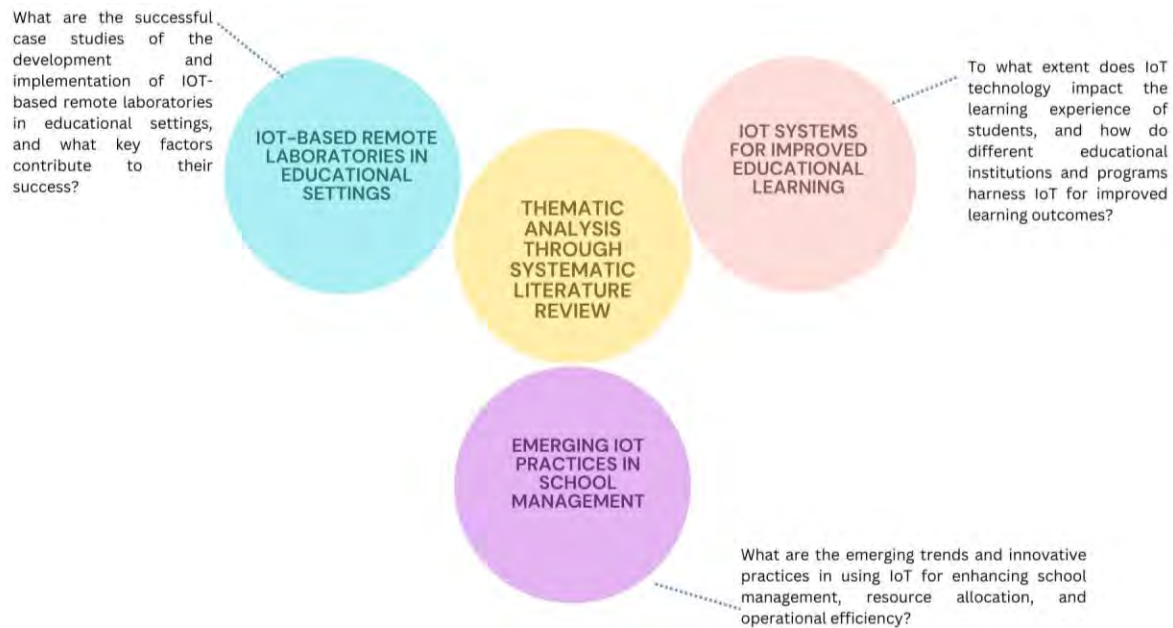 What are the successful
case studies of the
development and
implementation of IOT-
based remote laboratories
in educational settings,
and what key factors
contribute to their
success?
IOT-BASED REMOTE
LABORATORIES IN
EDUCATIONAL
SETTINGS
THEMATIC
ANALYSIS
THROUGH
SYSTEMATIC
LITERATURE
REVIEW
IOT SYSTEMS
FOR IMPROVED
EDUCATIONAL
LEARNING
To what extent does IoT
technology impact the
learning experience of
students, and how do
different educational
institutions and programs
harness IoT for improved
learning outcomes?
EMERGING IOT
PRACTICES IN
SCHOOL
MANAGEMENT
What are the emerging trends and innovative
practices in using IoT for enhancing school
management, resource allocation, and
operational efficiency?